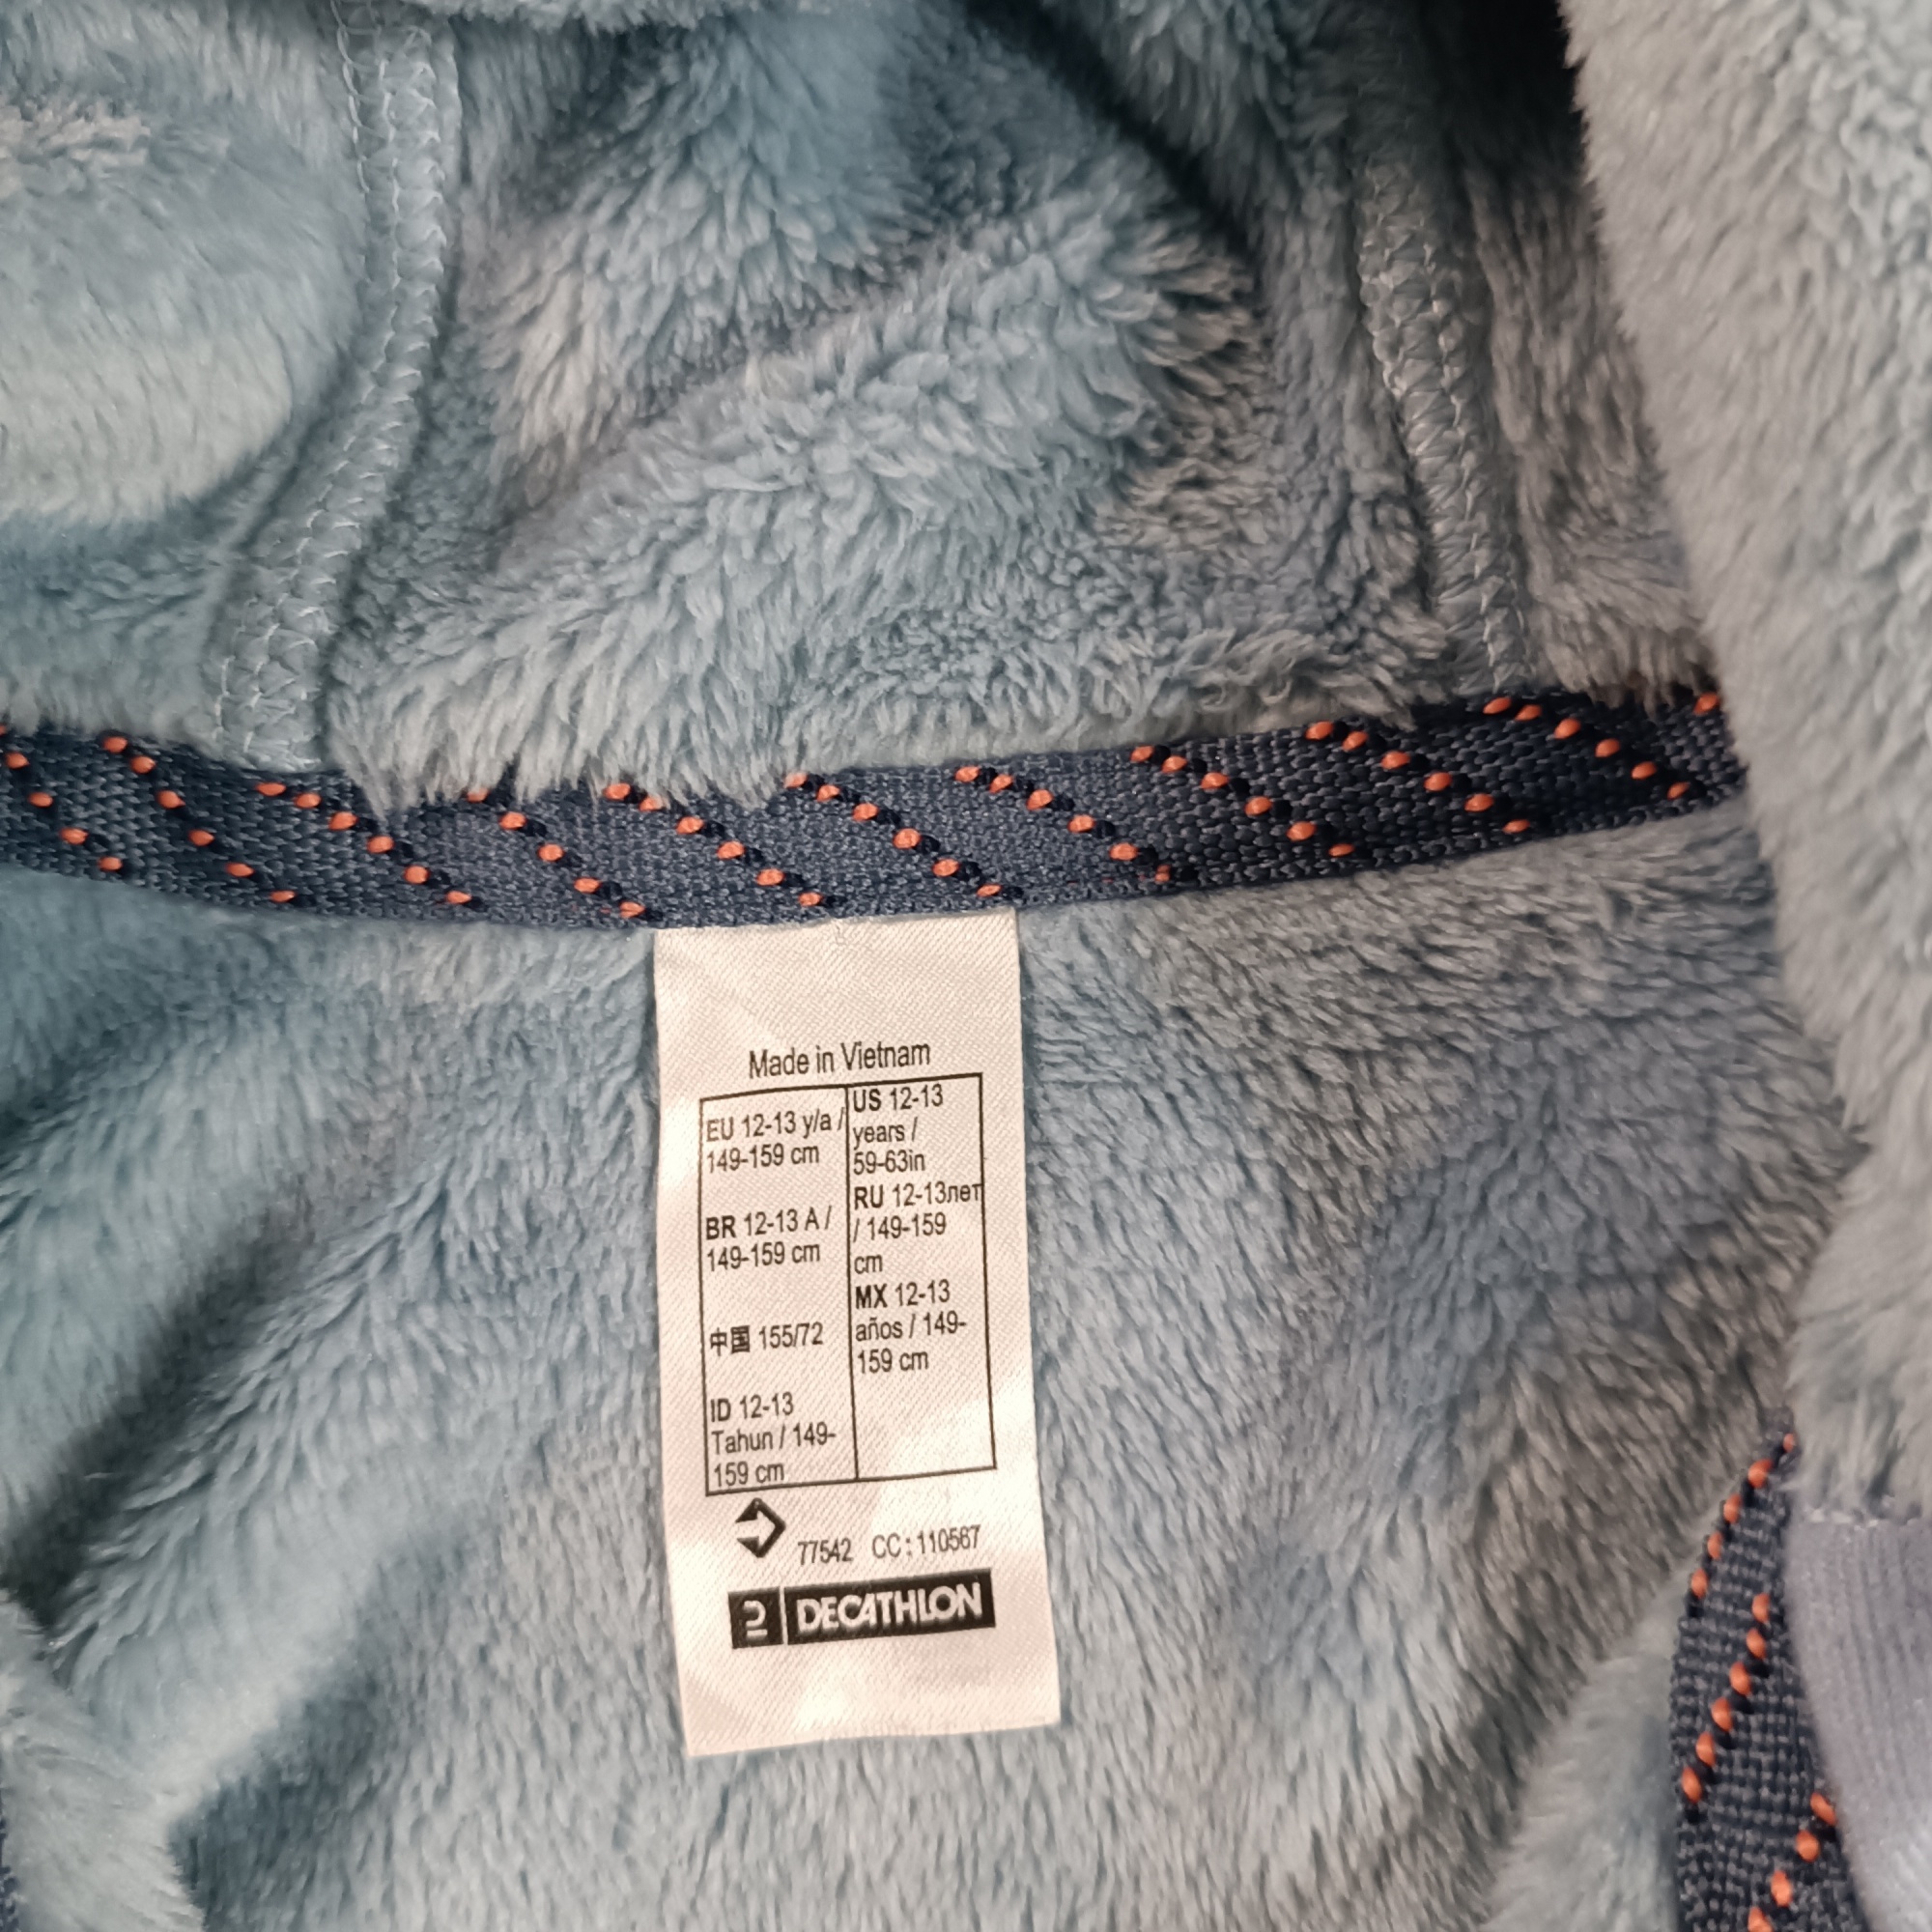 Made in Vietnam
EU 12-13 y/a /
149-159 cm
BR 12-13 A /
149-159 cm
中国 155/72
ID 12-13
Tahun / 149-
159 cm
US 12-13
years /
59-63in
RU 12-13лет
/ 149-159
cm
MX 12-13
años / 149-
159 cm
77542 CC : 110567
DECATHLON